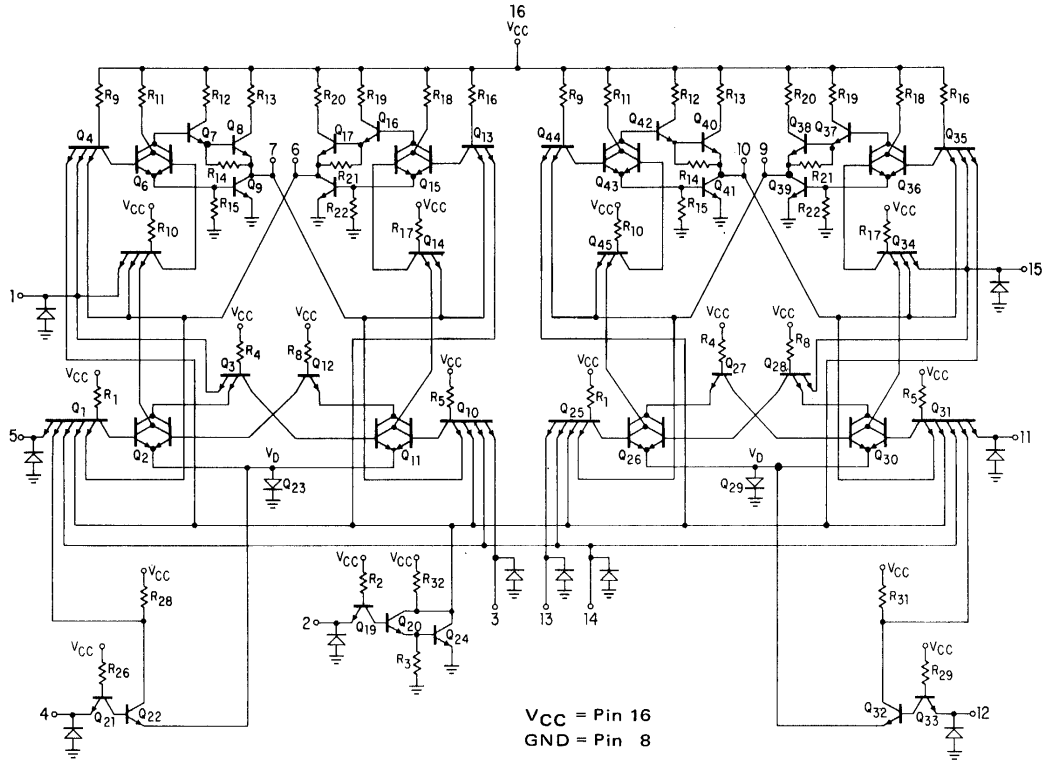 16
VCC
R9 R11 R12 R13 R20 R19 R18 R16 R9 R11 R12 R13 R20 R19 R18 R16
Q4 Q7 Q8 Q17 Q16 Q13 Q44 Q42 Q40 Q38 Q37 Q35
7 6 10 9
Q6 R14 Q9 R21 Q15 Q43 R14 Q41 Q39 R21 Q36
R15 R22 R15 R22
VCC VCC VCC VCC
R10 R17 Q14 Q45 R10 R17 Q34
1 15
VCC VCC VCC VCC
R4 R8 R4 R8
Q3 Q12 Q27 Q28
VCC VCC VCC VCC
R1 R5 R1 R5
Q1 Q10 Q25 Q31
5 11
Q2 Q11 Q26 Q30
VD VD
Q23 Q29
VCC VCC VCC VCC
R28 R2 R32 R31
3 13 14
2 Q19 Q20 Q24
R3
VCC VCC
R26 R29
4 Q21 Q22 Q32 Q33 12
VCC = Pin 16
GND = Pin 8